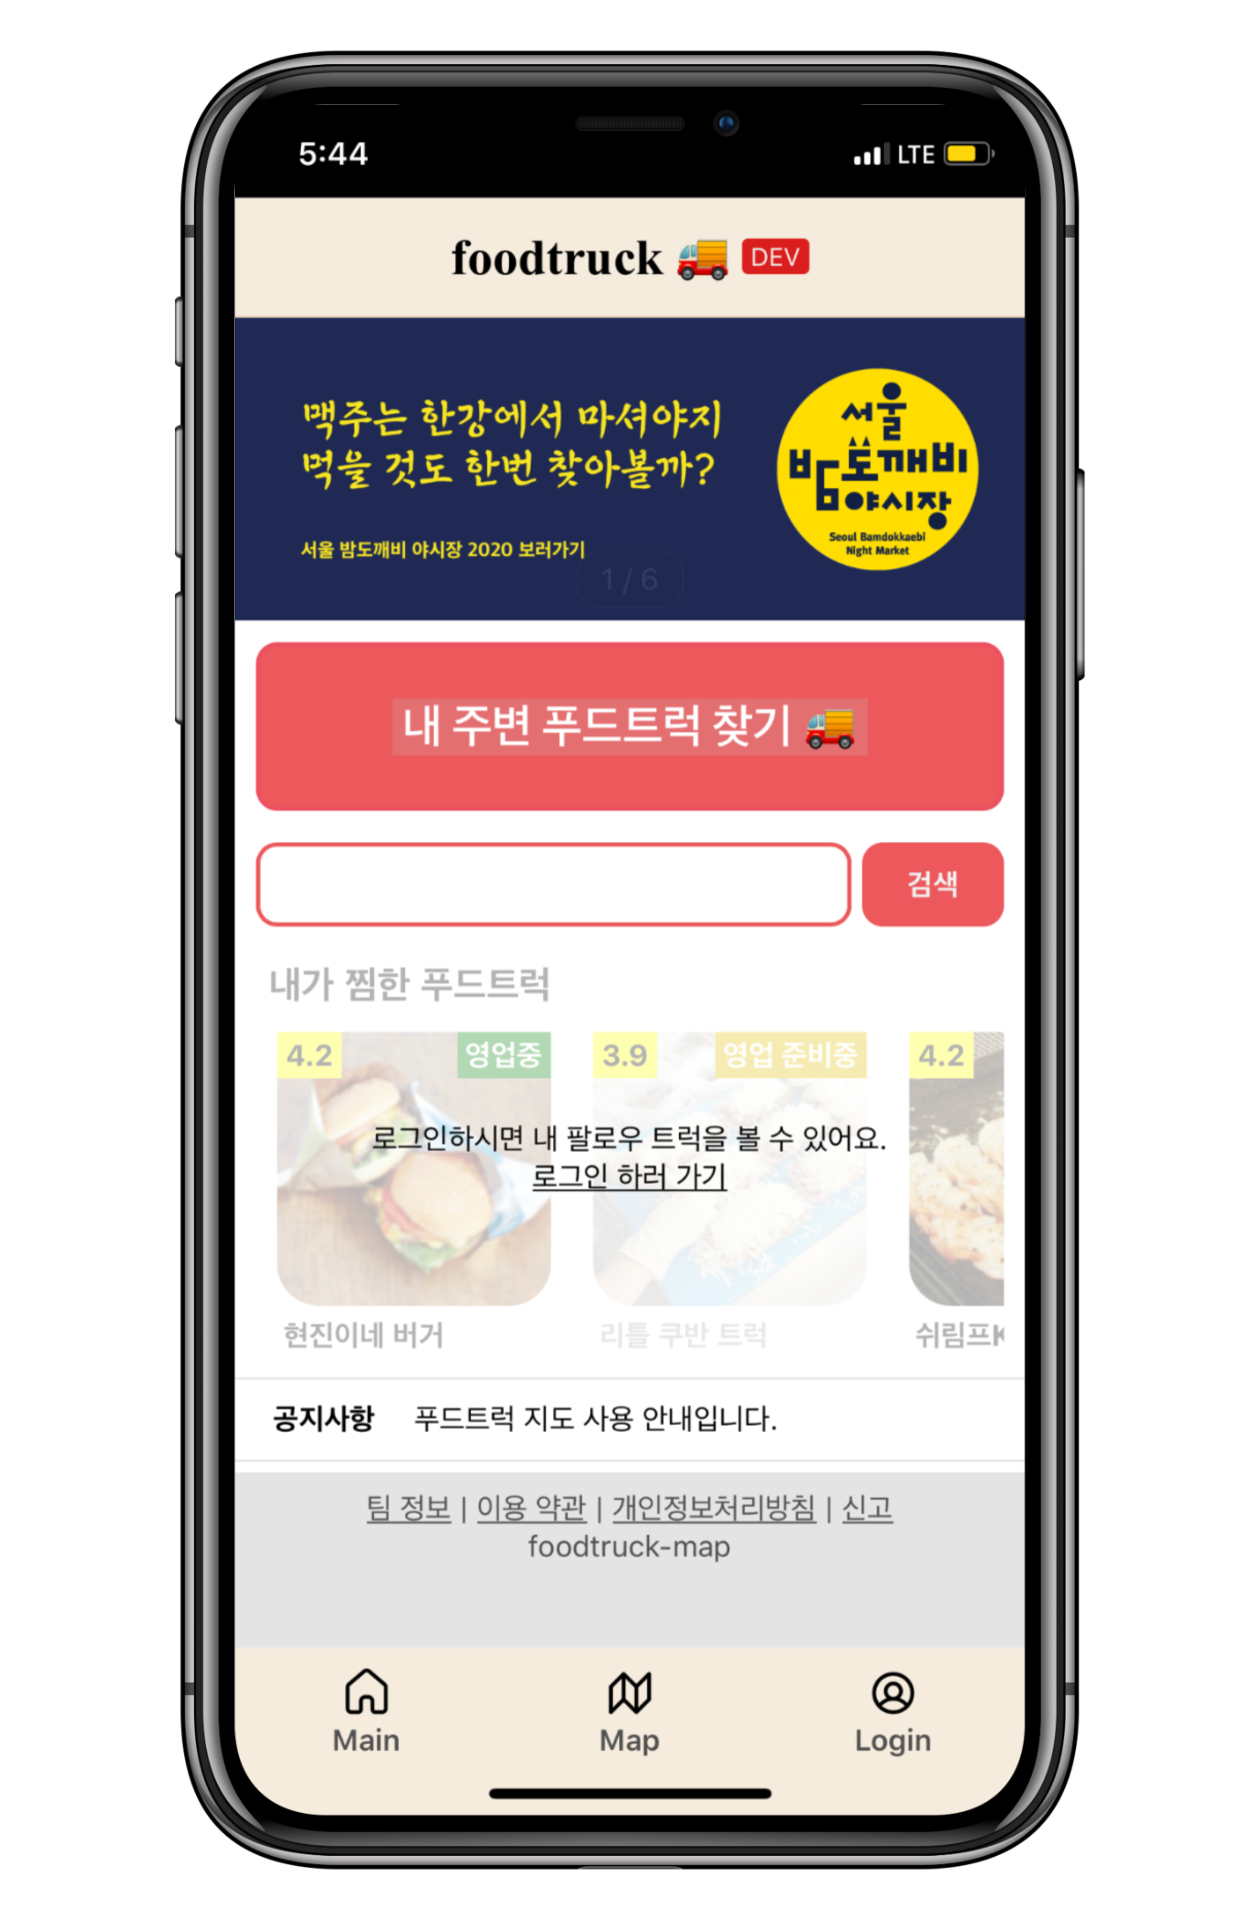 5:44
LTE
foodtruck 🚚 DEV
맥주는 한강에서 마셔야지
먹을 것도 한번 찾아볼까?
서울 밤도깨비 야시장 2020 보러가기
서울
밤도깨비
야시장
Seoul Bamdokkaebi
Night Market
1 / 6
내 주변 푸드트럭 찾기 🚚
검색
내가 찜한 푸드트럭
4.2 영업중
3.9 영업 준비중
4.2
로그인하시면 내 팔로우 트럭을 볼 수 있어요.
로그인 하러 가기
현진이네 버거
리틀 쿠반 트럭
쉬림프K
공지사항 푸드트럭 지도 사용 안내입니다.
팀 정보 | 이용 약관 | 개인정보처리방침 | 신고
foodtruck-map
Main
Map
Login